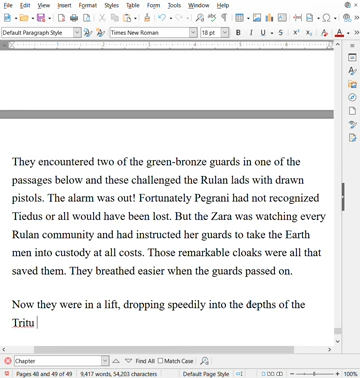 File Edit View Insert Format Styles Table Form Tools Window Help
Default Paragraph Style Times New Roman 18 pt B I U S X² X₂ A
They encountered two of the green-bronze guards in one of the
passages below and these challenged the Rulan lads with drawn
pistols. The alarm was out! Fortunately Pegrani had not recognized
Tiedus or all would have been lost. But the Zara was watching every
Rulan community and had instructed her guards to take the Earth
men into custody at all costs. Those remarkable cloaks were all that
saved them. They breathed easier when the guards passed on.
Now they were in a lift, dropping speedily into the depths of the
Tritu
Chapter Find All Match Case
Pages 48 and 49 of 49 9,417 words, 54,203 characters Default Page Style 100%